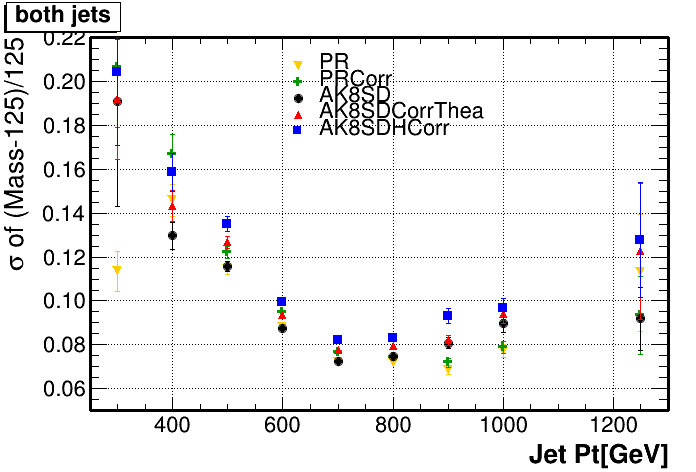 both jets
σ of (Mass-125)/125
0.22
0.20
0.18
0.16
0.14
0.12
0.10
0.08
0.06
PR
PRCorr
AK8SD
AK8SDCorrThea
AK8SDHCorr
400 600 800 1000 1200
Jet Pt[GeV]